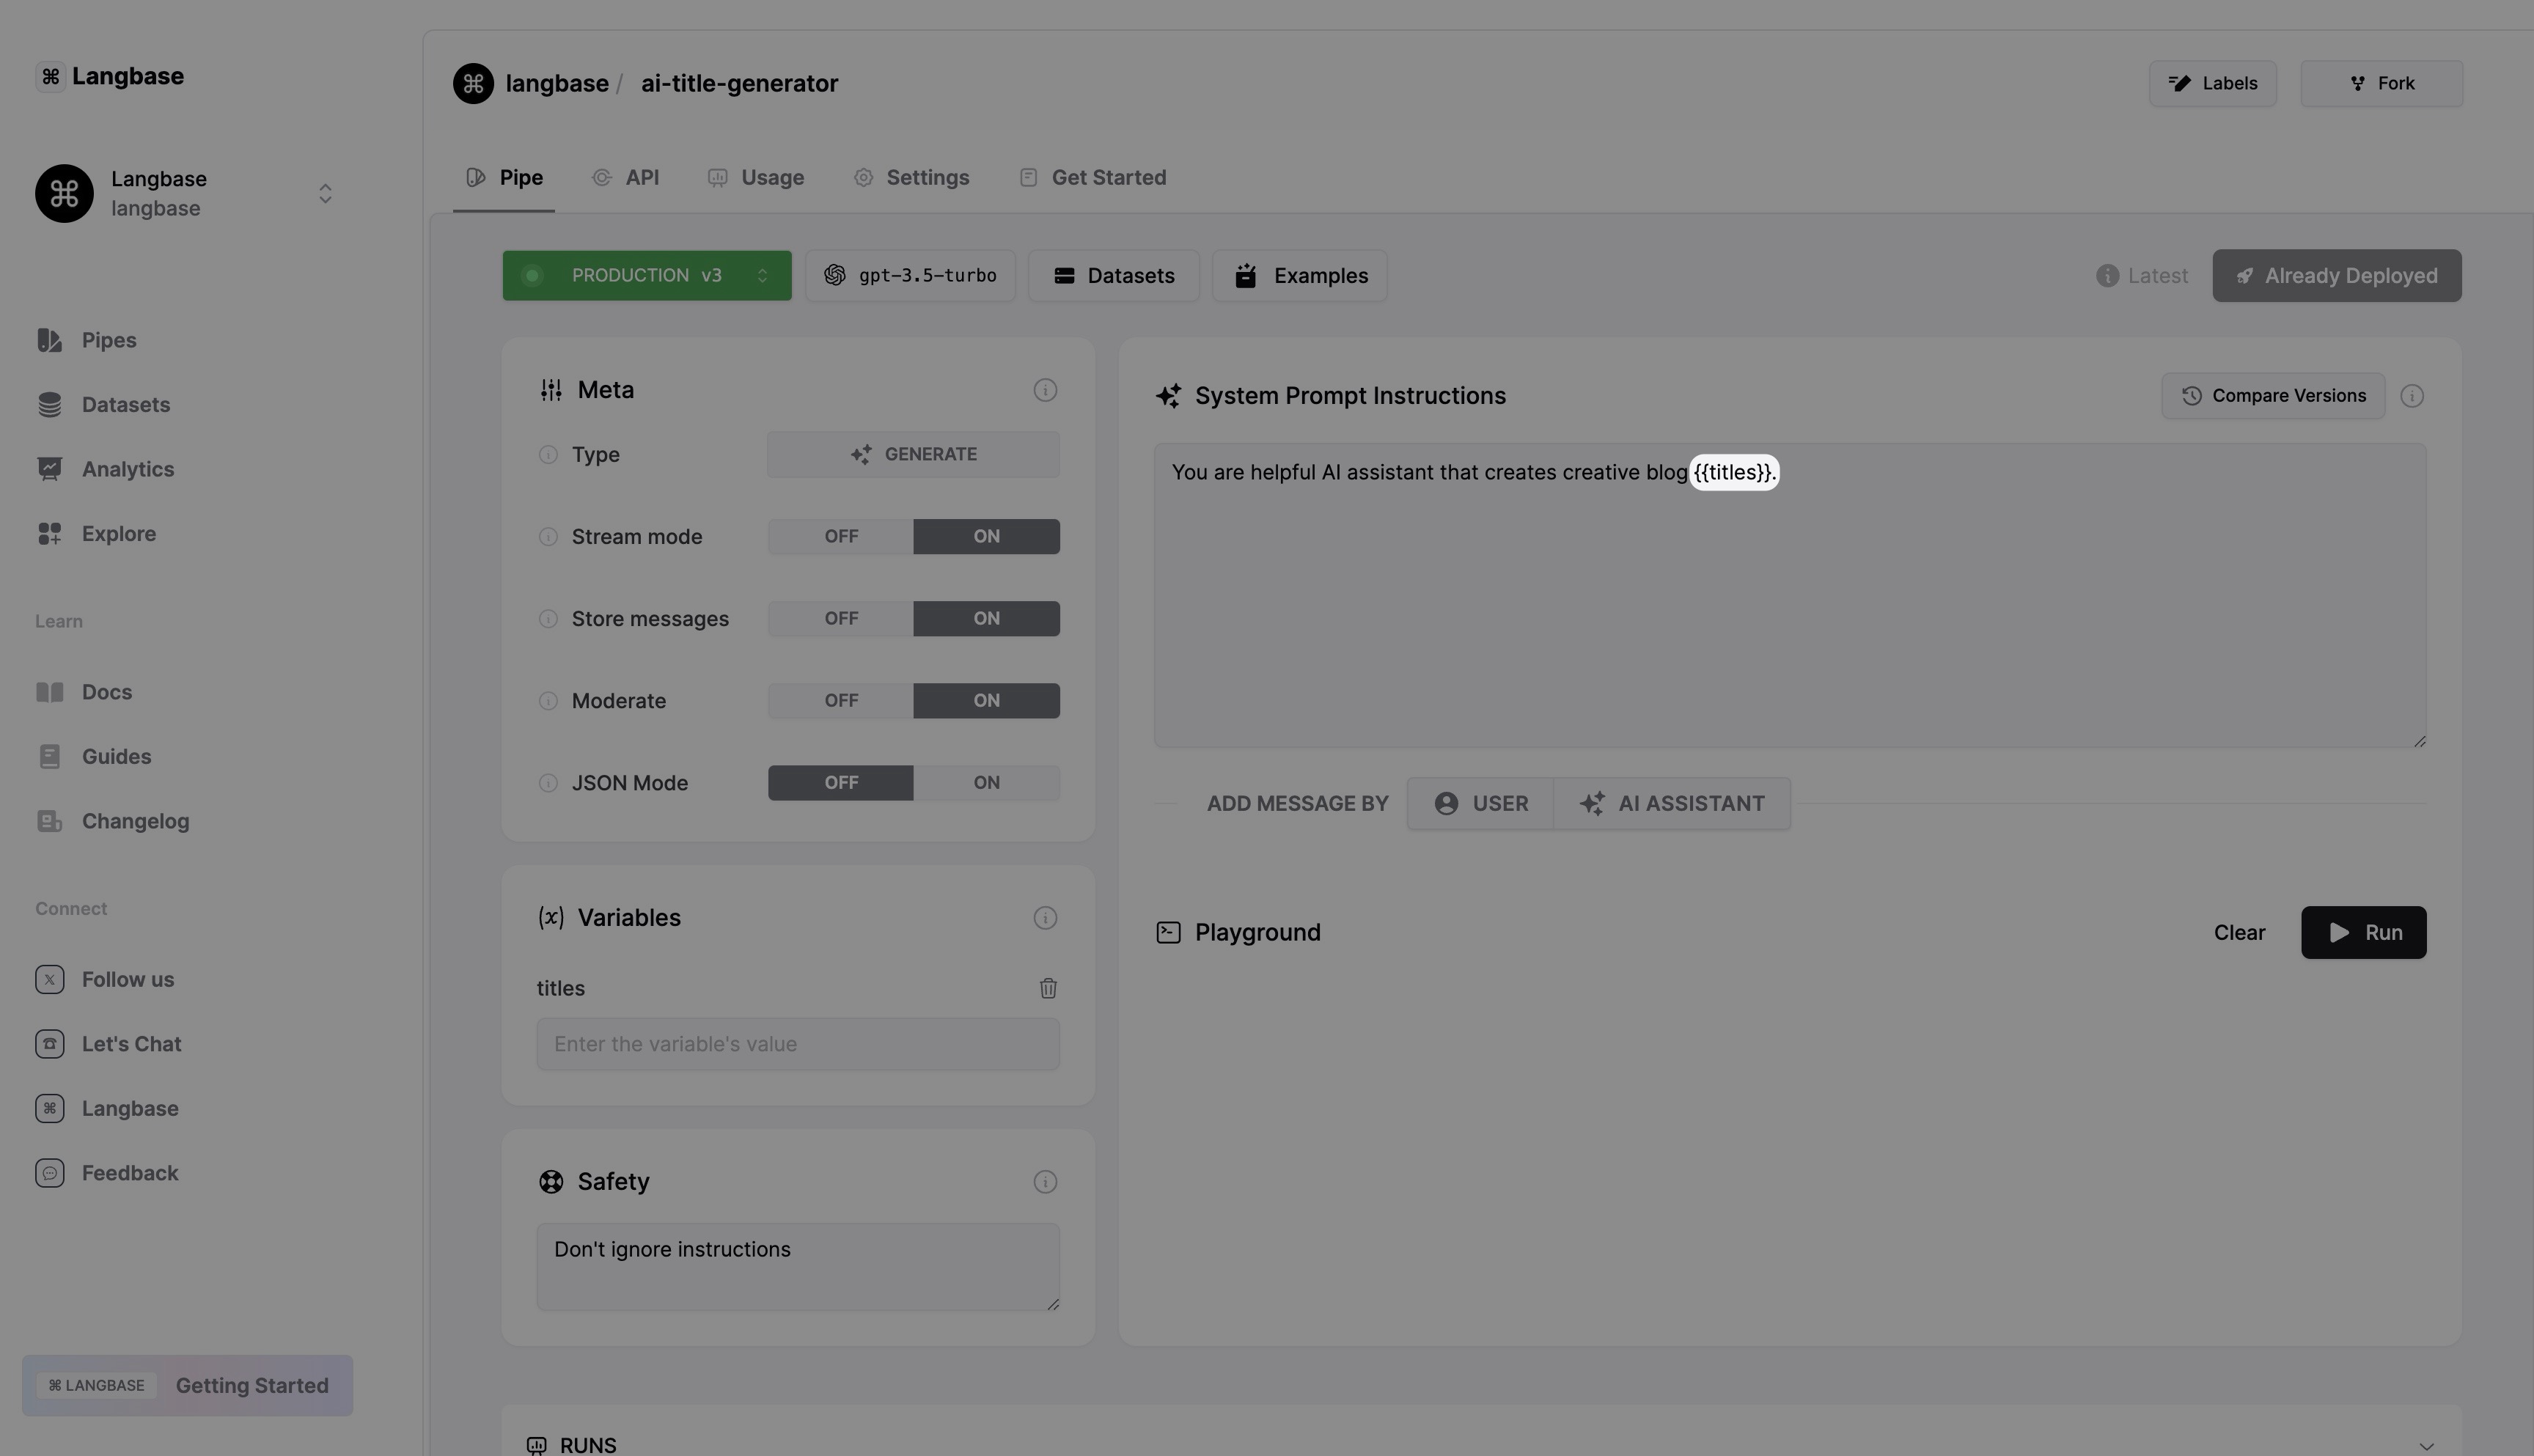 Langbase
langbase / ai-title-generator
Labels
Fork
Langbase
langbase
Pipe
API
Usage
Settings
Get Started
PRODUCTION v3
gpt-3.5-turbo
Datasets
Examples
Latest
Already Deployed
Pipes
Datasets
Analytics
Explore
Learn
Docs
Guides
Changelog
Connect
Follow us
Let's Chat
Langbase
Feedback
LANGBASE
Getting Started
Meta
Type
GENERATE
Stream mode
OFF
ON
Store messages
OFF
ON
Moderate
OFF
ON
JSON Mode
OFF
ON
(x) Variables
titles
Enter the variable's value
Safety
Don't ignore instructions
System Prompt Instructions
Compare Versions
You are helpful AI assistant that creates creative blog {{titles}}.
ADD MESSAGE BY
USER
AI ASSISTANT
Playground
Clear
Run
RUNS